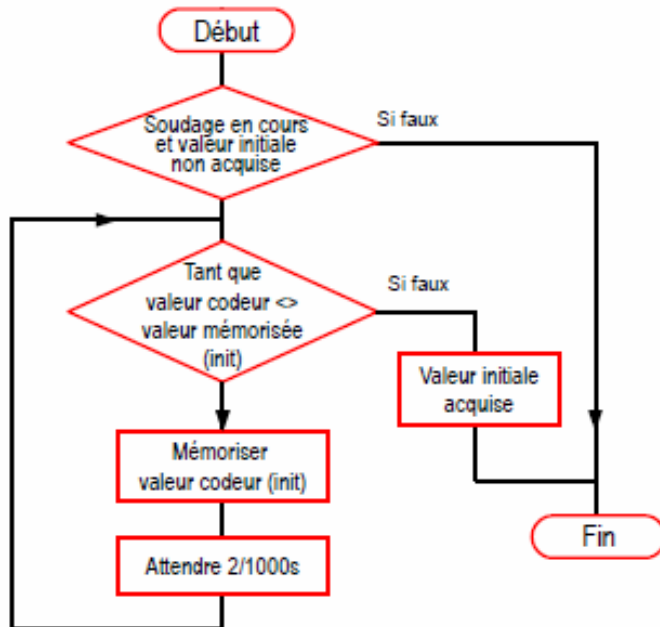 Début
Soudage en cours
et valeur initiale
non acquise
Si faux
Tant que
valeur codeur <>
valeur mémorisée
(init)
Si faux
Valeur initiale
acquise
Mémoriser
valeur codeur (init)
Attendre 2/1000s
Fin